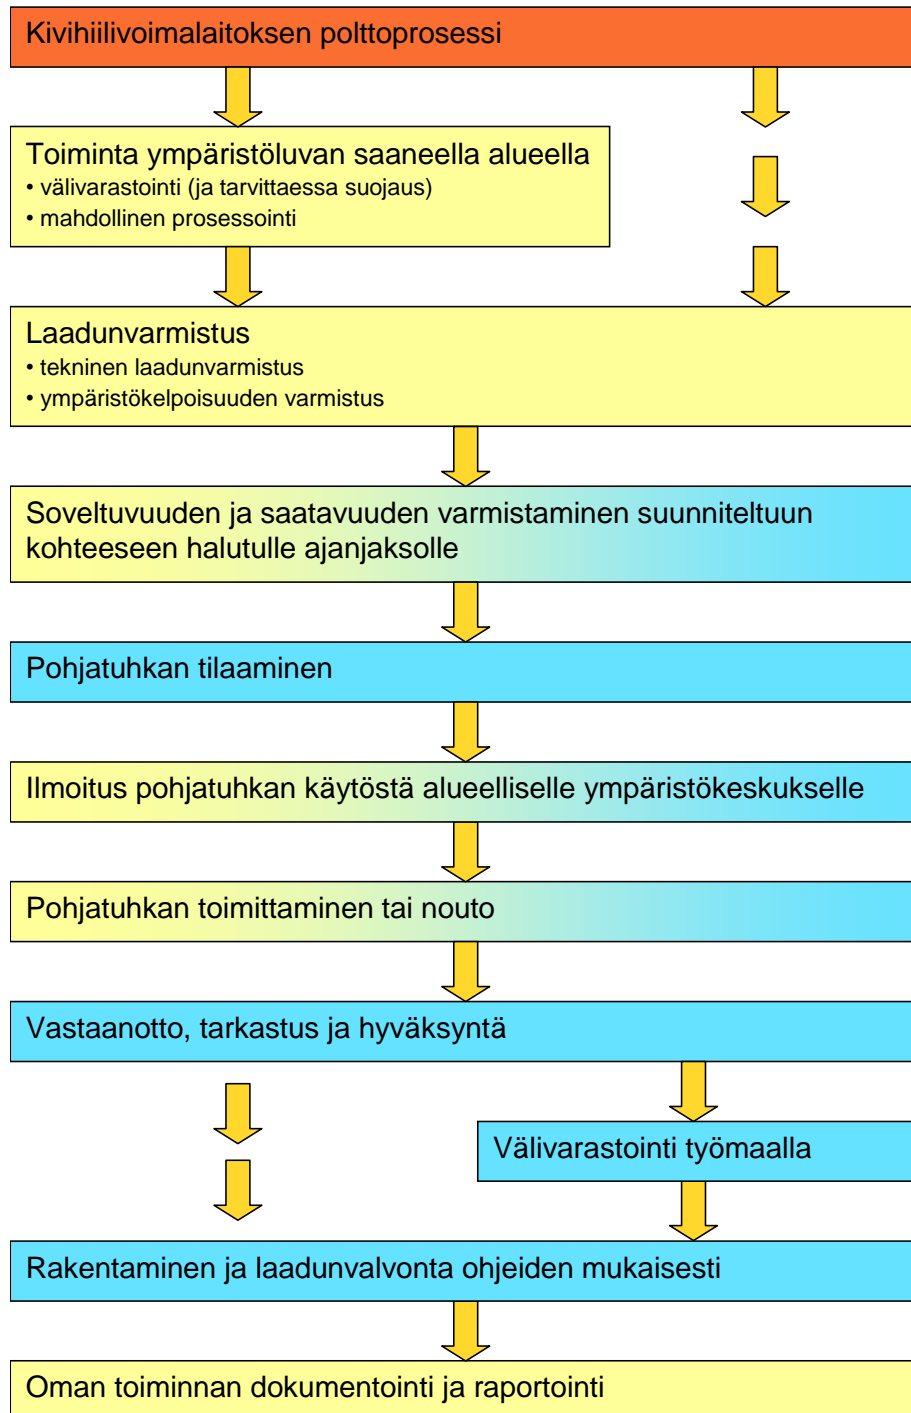 Kivihiilivoimalaitoksen polttoprosessi
Toiminta ympäristöluvan saaneella alueella
• välivarastointi (ja tarvittaessa suojaus)
• mahdollinen prosessointi
Laadunvarmistus
• tekninen laadunvarmistus
• ympäristökelpoisuuden varmistus
Soveltuvuuden ja saatavuuden varmistaminen suunniteltuun
kohteeseen halutulle ajanjaksolle
Pohjatuhkan tilaaminen
Ilmoitus pohjatuhkan käytöstä alueelliselle ympäristökeskukselle
Pohjatuhkan toimittaminen tai nouto
Vastaanotto, tarkastus ja hyväksyntä
Välivarastointi työmaalla
Rakentaminen ja laadunvalvonta ohjeiden mukaisesti
Oman toiminnan dokumentointi ja raportointi